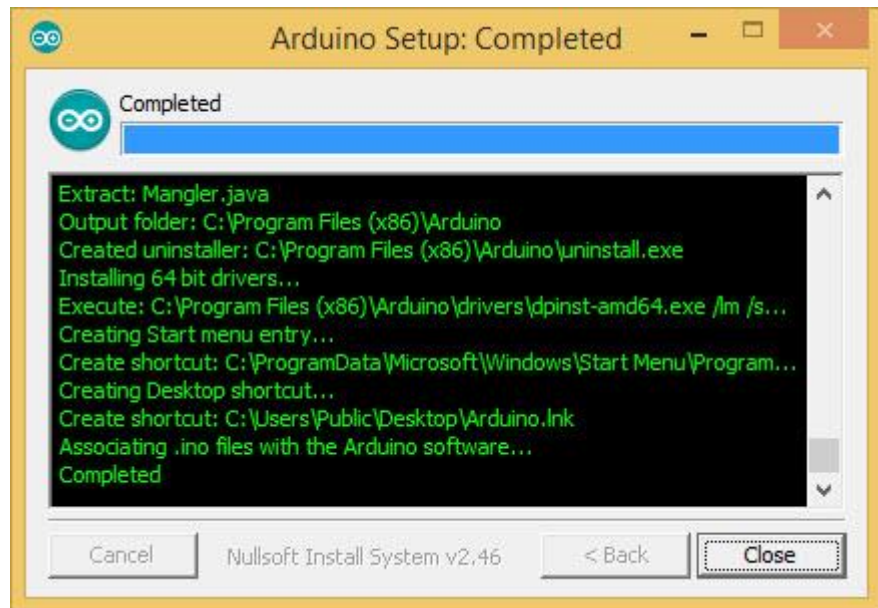 Arduino Setup: Completed
Completed
Extract: Mangler.java
Output folder: C:\Program Files (x86)\Arduino
Created uninstaller: C:\Program Files (x86)\Arduino\uninstall.exe
Installing 64 bit drivers...
Execute: C:\Program Files (x86)\Arduino\drivers\dpinst-amd64.exe /lm /s...
Creating Start menu entry...
Create shortcut: C:\ProgramData\Microsoft\Windows\Start Menu\Program...
Creating Desktop shortcut...
Create shortcut: C:\Users\Public\Desktop\Arduino.lnk
Associating .ino files with the Arduino software...
Completed
Cancel Nullsoft Install System v2.46 < Back Close